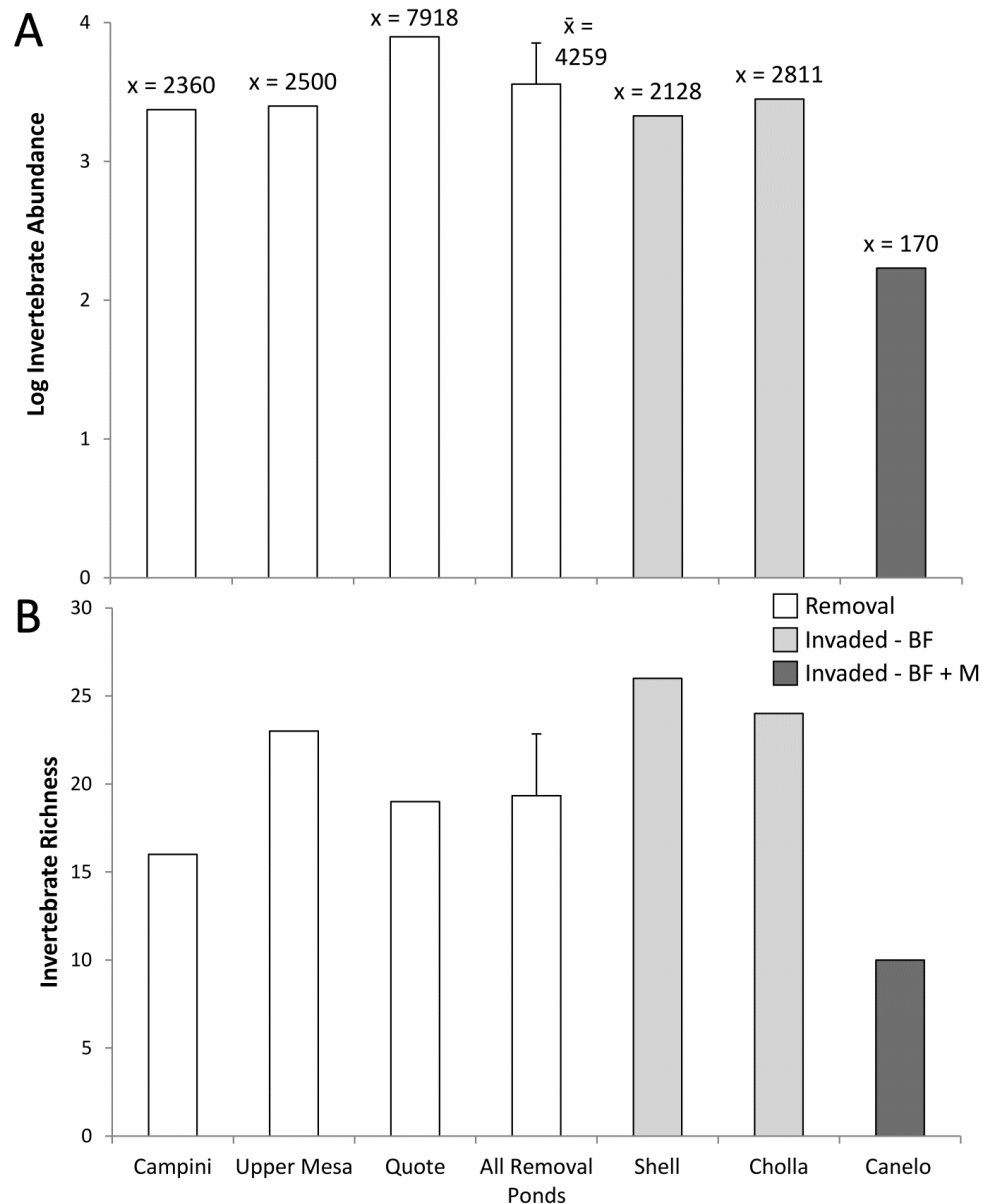 A
Log Invertebrate Abundance
4
3
2
1
0
x = 2360
x = 2500
x = 7918
x̄ =
4259
x = 2128
x = 2811
x = 170
B
Invertebrate Richness
30
25
20
15
10
5
0
Removal
Invaded - BF
Invaded - BF + M
Campini
Upper Mesa
Quote
All Removal
Ponds
Shell
Cholla
Canelo